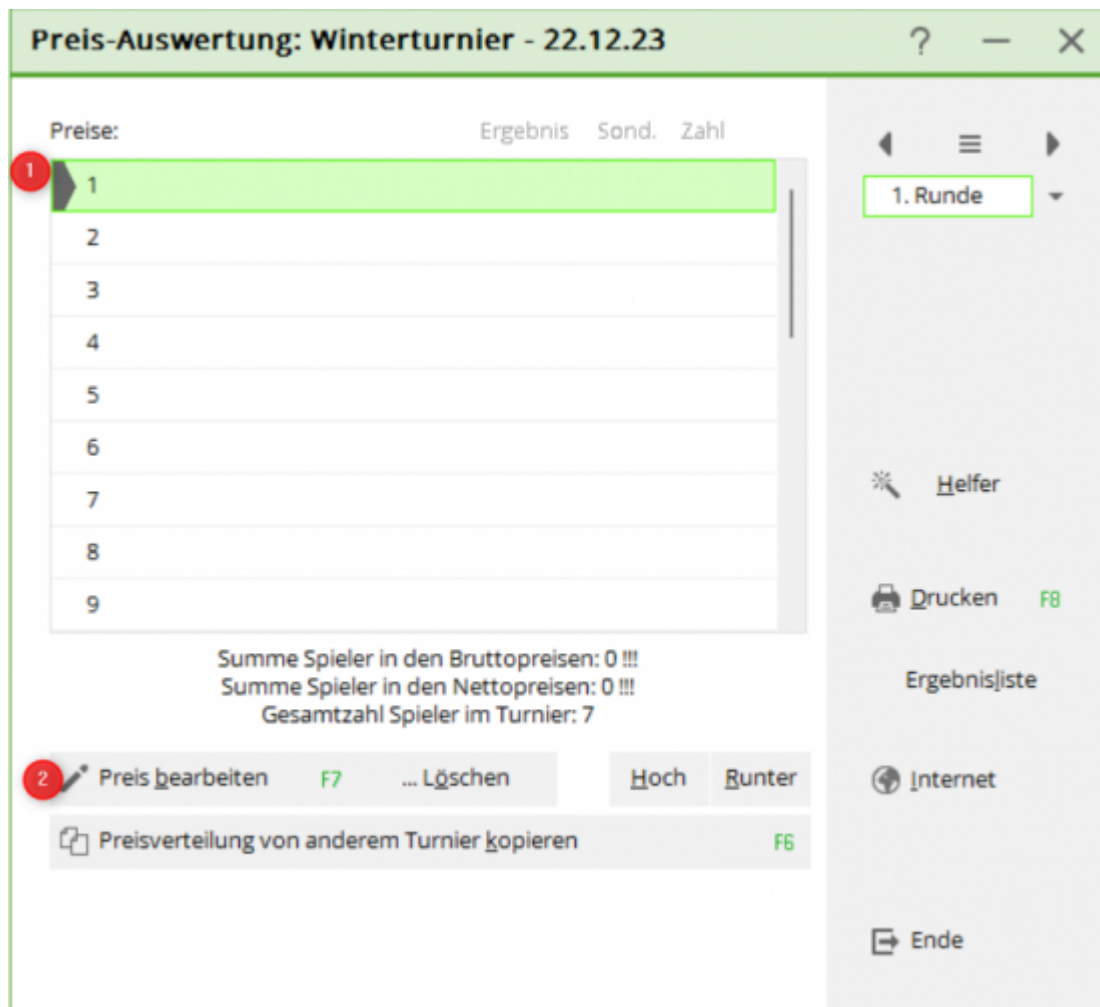 Preis-Auswertung: Winterturnier - 22.12.23 ?
Preise: Ergebnis Sond. Zahl
1
1
2
3
4
5
6
7
8
9
Summe Spieler in den Bruttopreisen: 0 !!!
Summe Spieler in den Nettopreisen: 0 !!!
Gesamtzahl Spieler im Turnier: 7
2 Preis bearbeiten F7 ... Löschen Hoch Runter
Preisverteilung von anderem Turnier kopieren F6
1. Runde
Helfer
Drucken F8
Ergebnisliste
Internet
Ende